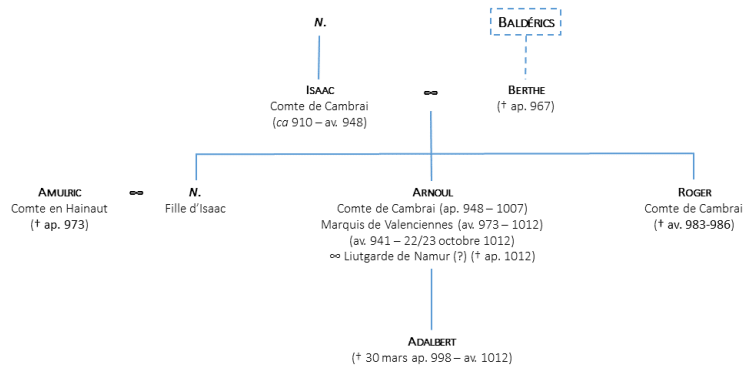 N.
BALDÉRICS
ISAAC
Comte de Cambrai
(ca 910 – av. 948)
∞
BERTHE
(† ap. 967)
AMULRIC
Comte en Hainaut
(† ap. 973)
∞
N.
Fille d'Isaac
ARNOUL
Comte de Cambrai (ap. 948 – 1007)
Marquis de Valenciennes (av. 973 – 1012)
(av. 941 – 22/23 octobre 1012)
∞ Liutgarde de Namur (?) († ap. 1012)
ROGER
Comte de Cambrai
(† av. 983-986)
ADALBERT
(† 30 mars ap. 998 – av. 1012)